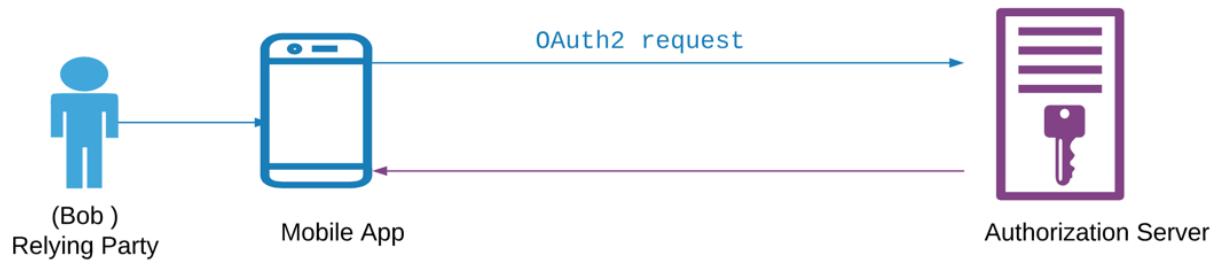 OAuth2 request
(Bob )
Relying Party
Mobile App
Authorization Server